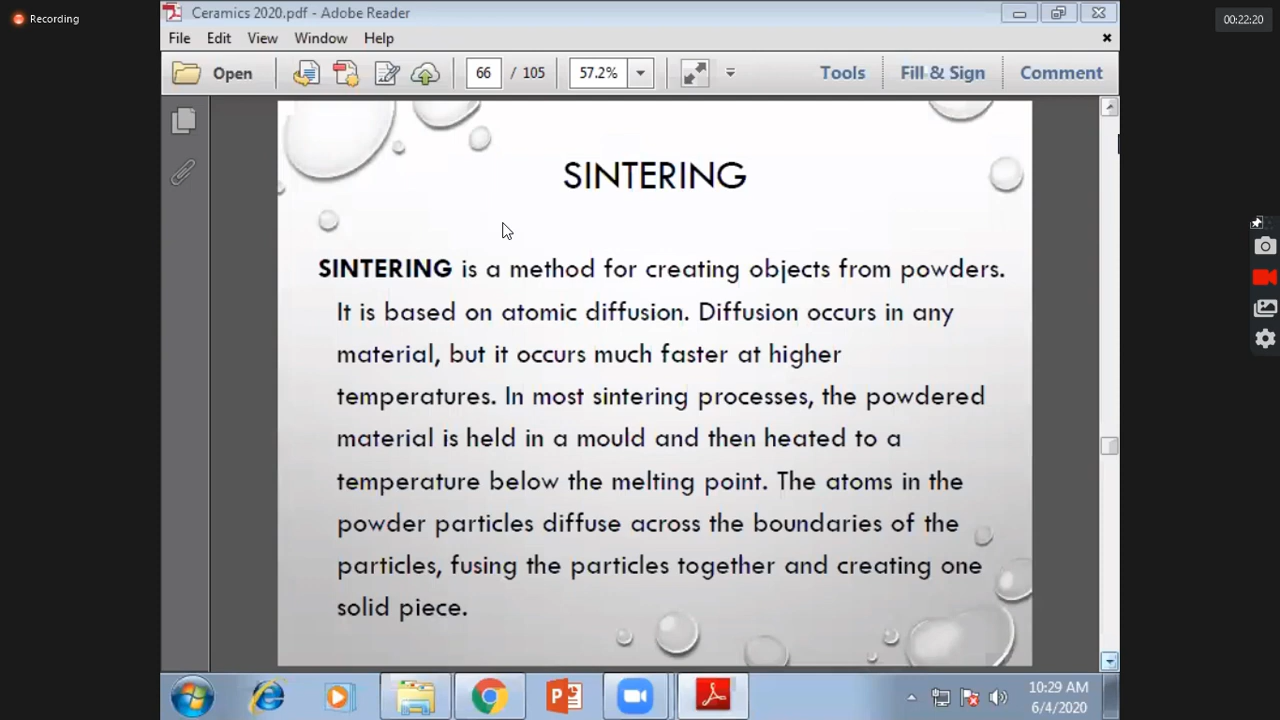 Recording
Ceramics 2020.pdf - Adobe Reader
00:22:20
File Edit View Window Help
Open 66 / 105 57.2% Tools Fill & Sign Comment
SINTERING
SINTERING is a method for creating objects from powders.
It is based on atomic diffusion. Diffusion occurs in any
material, but it occurs much faster at higher
temperatures. In most sintering processes, the powdered
material is held in a mould and then heated to a
temperature below the melting point. The atoms in the
powder particles diffuse across the boundaries of the
particles, fusing the particles together and creating one
solid piece.
10:29 AM
6/4/2020